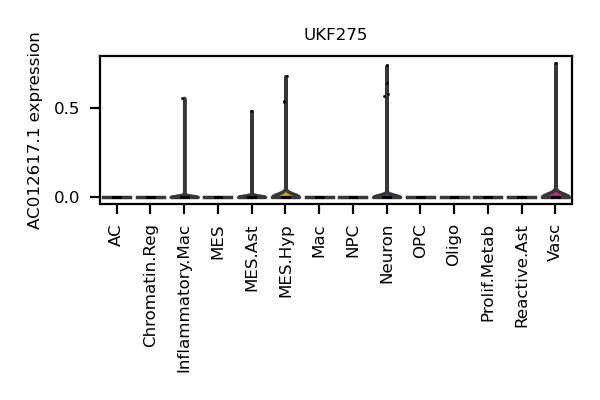 UKF275
AC012617.1 expression
0.5
0.0
AC
Chromatin.Reg
Inflammatory.Mac
MES
MES.Ast
MES.Hyp
Mac
NPC
Neuron
OPC
Oligo
Prolif.Metab
Reactive.Ast
Vasc